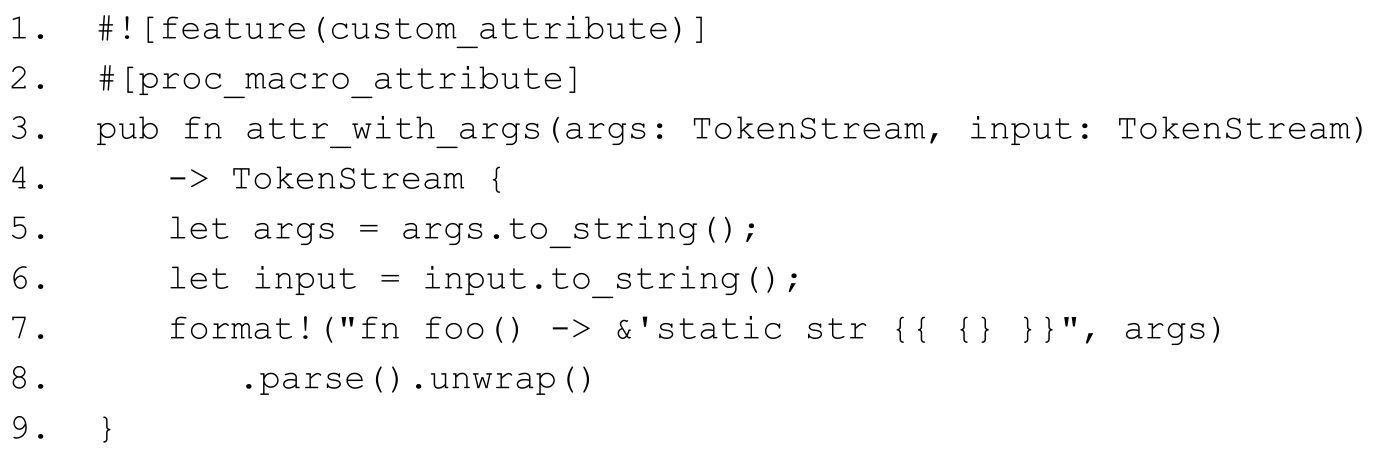 1. #![feature(custom_attribute)]
2. #[proc_macro_attribute]
3. pub fn attr_with_args(args: TokenStream, input: TokenStream)
4.     -> TokenStream {
5.     let args = args.to_string();
6.     let input = input.to_string();
7.     format!("fn foo() -> &'static str {{ {} }}", args)
8.         .parse().unwrap()
9. }